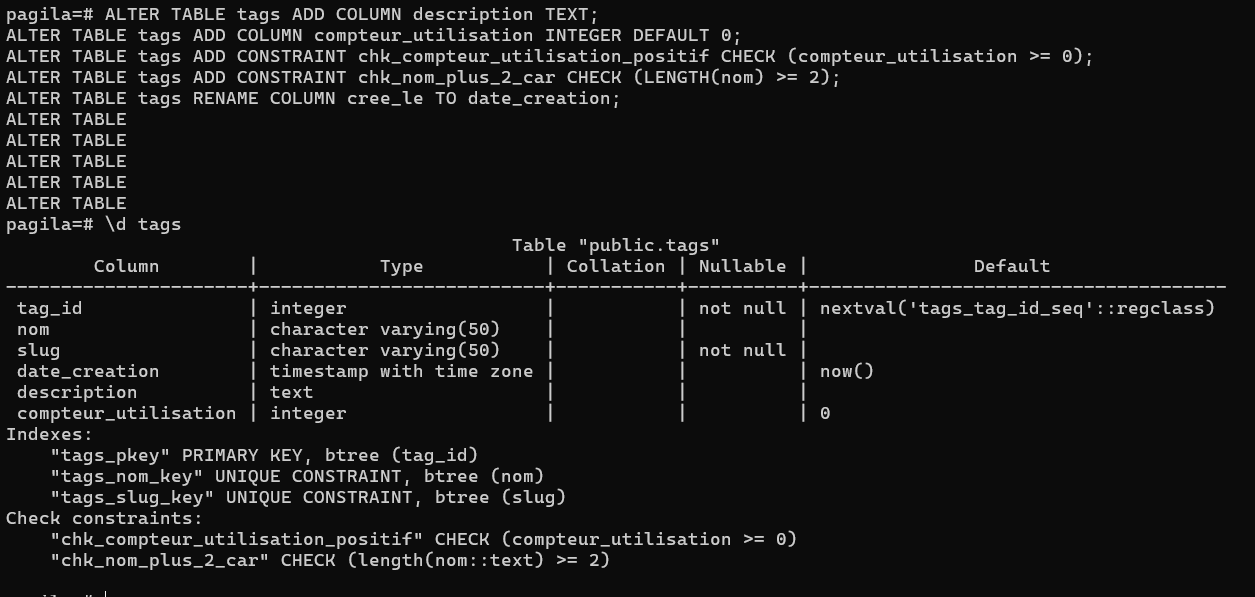 pagila=# ALTER TABLE tags ADD COLUMN description TEXT;
ALTER TABLE tags ADD COLUMN compteur_utilisation INTEGER DEFAULT 0;
ALTER TABLE tags ADD CONSTRAINT chk_compteur_utilisation_positif CHECK (compteur_utilisation >= 0);
ALTER TABLE tags ADD CONSTRAINT chk_nom_plus_2_car CHECK (LENGTH(nom) >= 2);
ALTER TABLE tags RENAME COLUMN cree_le TO date_creation;
ALTER TABLE
ALTER TABLE
ALTER TABLE
ALTER TABLE
ALTER TABLE
pagila=# \d tags
                                              Table "public.tags"
        Column        |           Type           | Collation | Nullable |               Default
----------------------+--------------------------+-----------+----------+--------------------------------------
 tag_id               | integer                  |           | not null | nextval('tags_tag_id_seq'::regclass)
 nom                  | character varying(50)    |           |          |
 slug                 | character varying(50)    |           | not null |
 date_creation        | timestamp with time zone |           |          | now()
 description          | text                     |           |          |
 compteur_utilisation | integer                  |           |          | 0
Indexes:
    "tags_pkey" PRIMARY KEY, btree (tag_id)
    "tags_nom_key" UNIQUE CONSTRAINT, btree (nom)
    "tags_slug_key" UNIQUE CONSTRAINT, btree (slug)
Check constraints:
    "chk_compteur_utilisation_positif" CHECK (compteur_utilisation >= 0)
    "chk_nom_plus_2_car" CHECK (length(nom::text) >= 2)